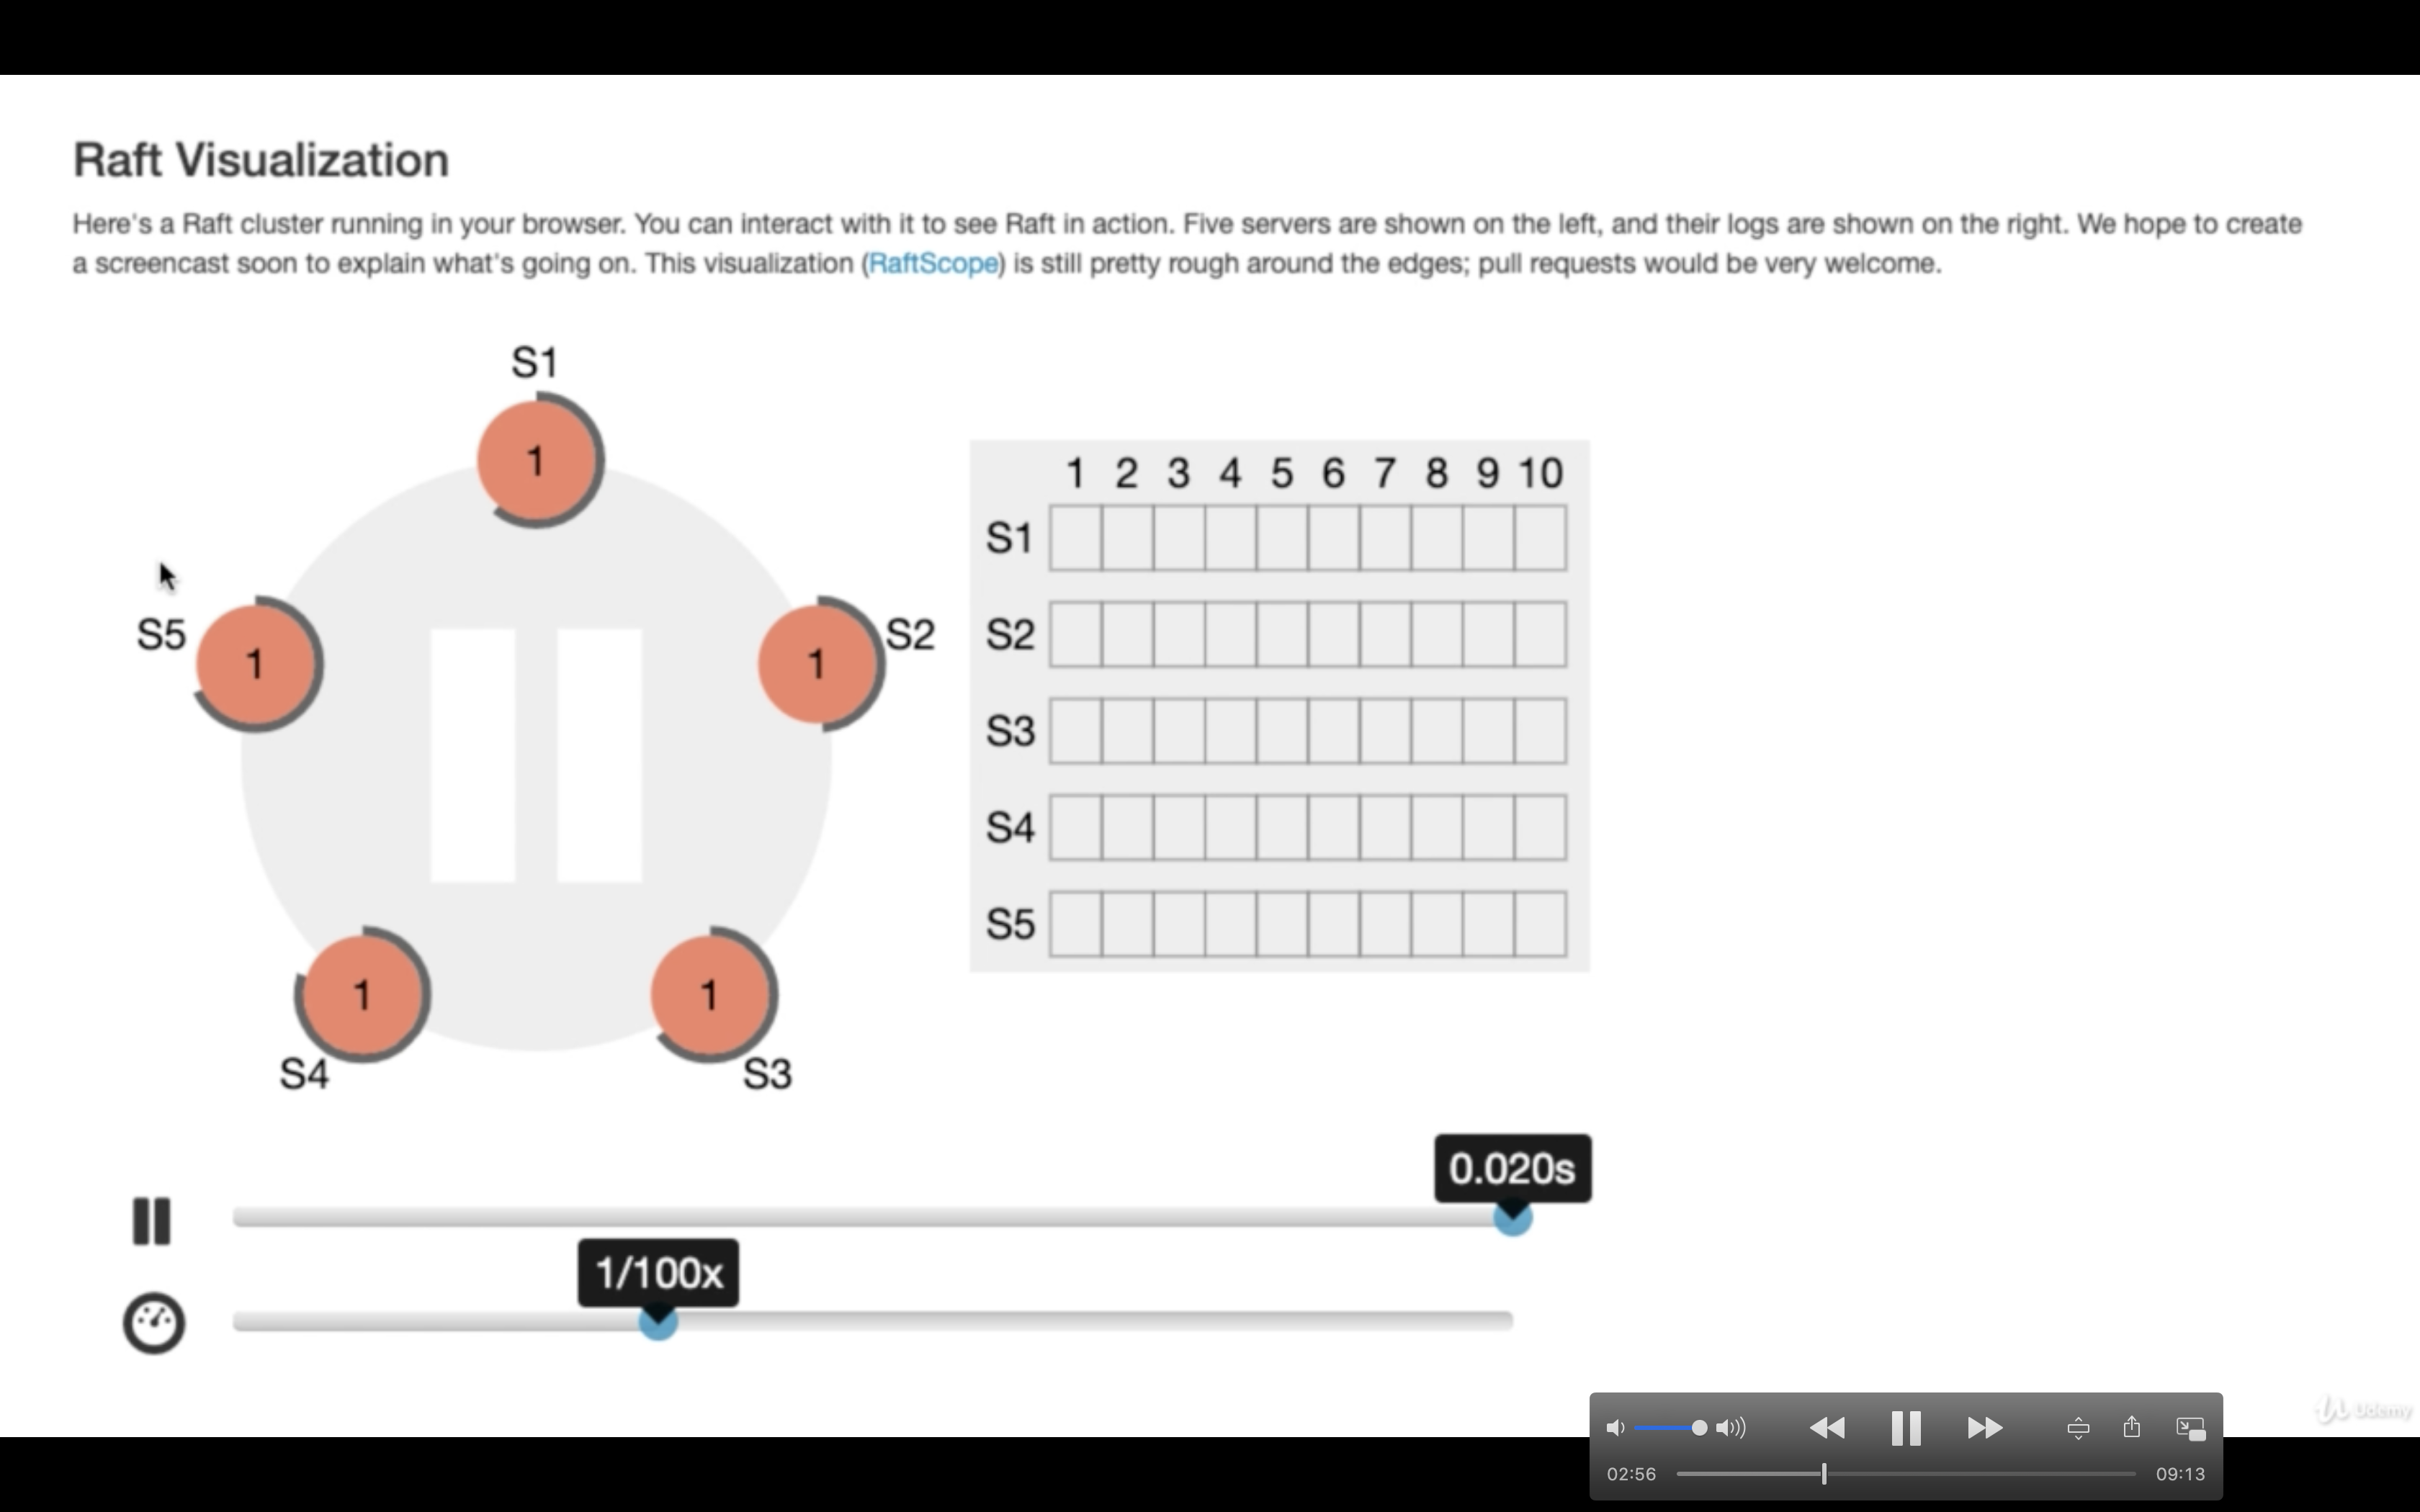 Raft Visualization
Here's a Raft cluster running in your browser. You can interact with it to see Raft in action. Five servers are shown on the left, and their logs are shown on the right. We hope to create
a screencast soon to explain what's going on. This visualization (RaftScope) is still pretty rough around the edges; pull requests would be very welcome.
S1
1
S5
1
1
S2
1
S4
1
S3
1 2 3 4 5 6 7 8 9 10
S1
S2
S3
S4
S5
0.020s
1/100x
Udemy
02:56
09:13